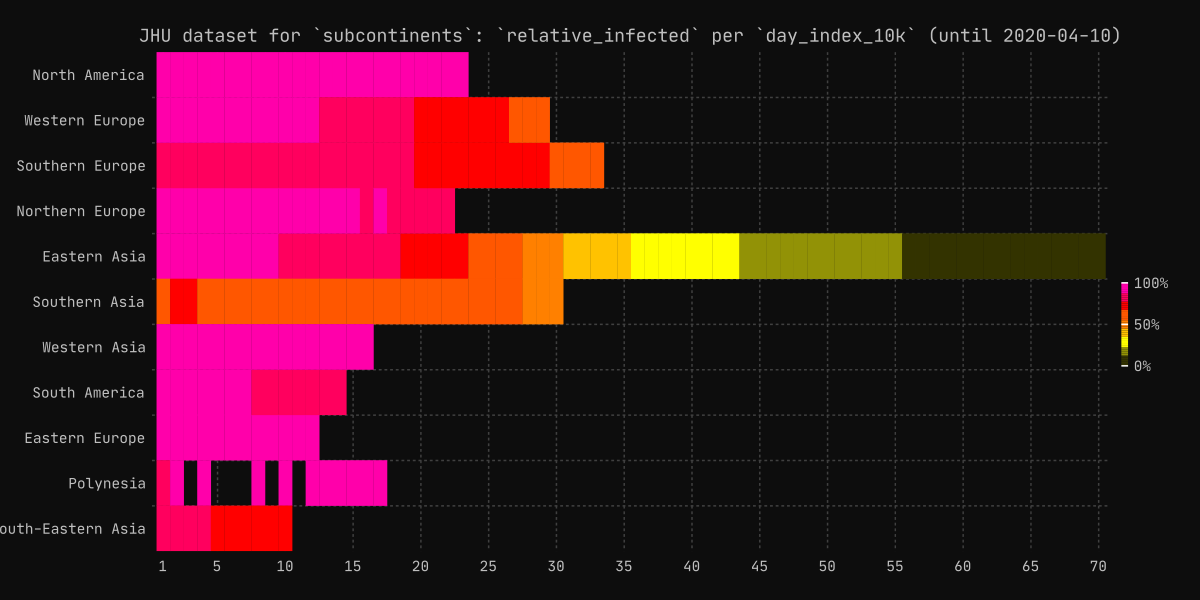 JHU dataset for `subcontinents`: `relative_infected` per `day_index_10k` (until 2020-04-10)
North America
Western Europe
Southern Europe
Northern Europe
Eastern Asia
Southern Asia
Western Asia
South America
Eastern Europe
Polynesia
outh-Eastern Asia
100%
50%
0%
1 5 10 15 20 25 30 35 40 45 50 55 60 65 70